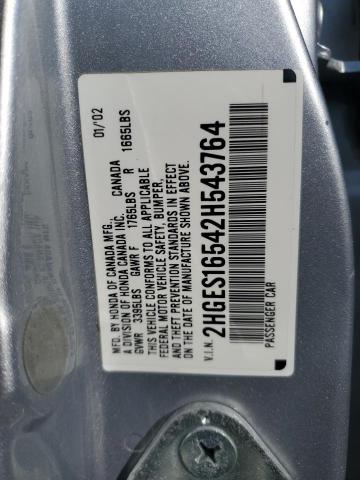 MFD. BY HONDA OF CANADA MFG., CANADA 01/'02
A DIVISION OF HONDA CANADA INC.
GVWR 3395LBS GAWR F 1765LBS R 1665LBS
THIS VEHICLE CONFORMS TO ALL APPLICABLE
FEDERAL MOTOR VEHICLE SAFETY, BUMPER,
AND THEFT PREVENTION STANDARDS IN EFFECT
ON THE DATE OF MANUFACTURE SHOWN ABOVE.
V.I.N. 2HGES16542H543764
PASSENGER CAR